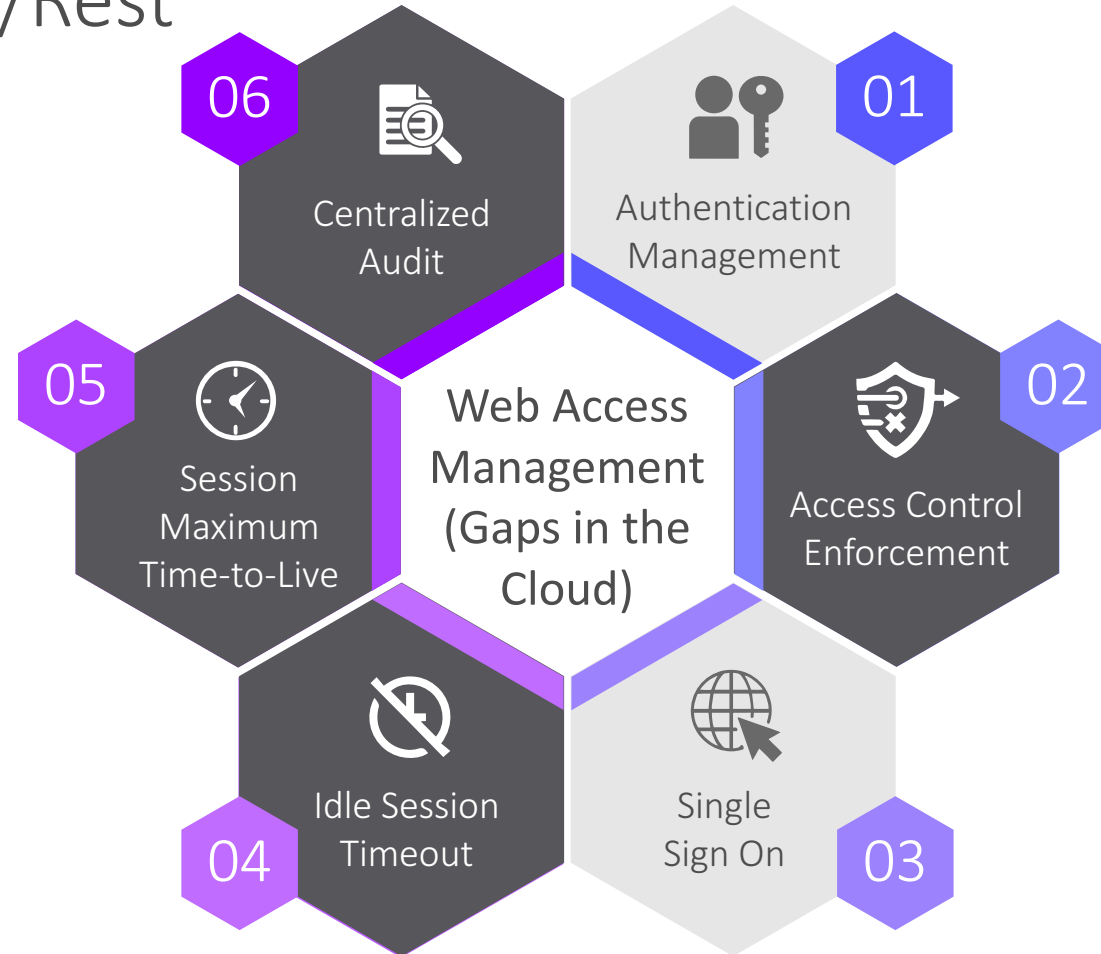 /Rest
06
Centralized
Audit
01
Authentication
Management
05
Session
Maximum
Time-to-Live
Web Access
Management
(Gaps in the
Cloud)
02
Access Control
Enforcement
04
Idle Session
Timeout
Single
Sign On
03